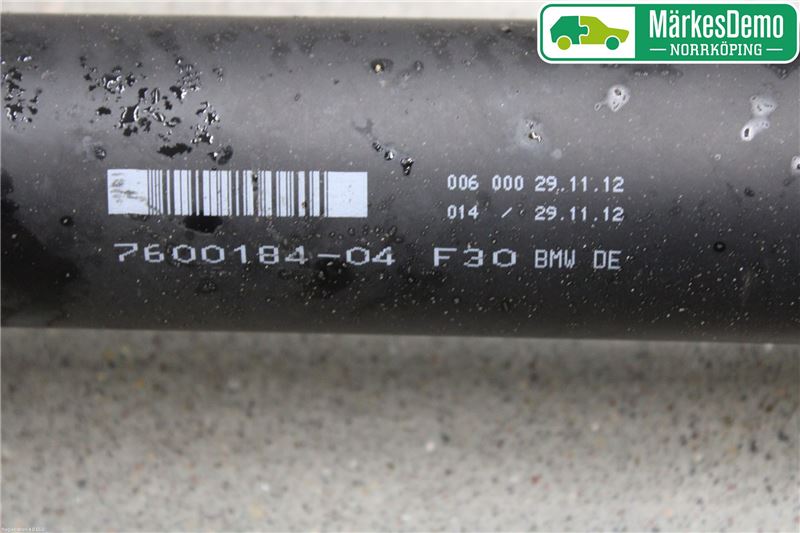 MärkesDemo
NORRKÖPING
006 000 29.11.12
014 / 29.11.12
7600184-04 F30 BMW DE